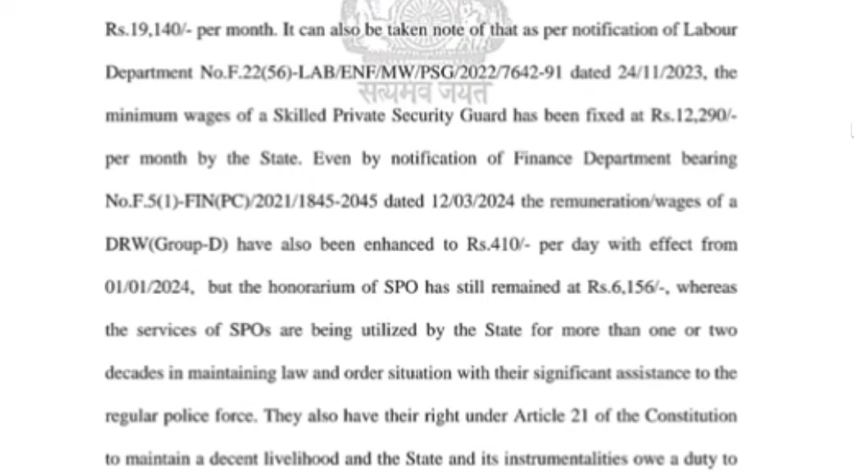 Rs.19,140/- per month. It can also be taken note of that as per notification of Labour
Department No.F.22(56)-LAB/ENF/MW/PSG/2022/7642-91 dated 24/11/2023, the
सत्यमेव जयते
minimum wages of a Skilled Private Security Guard has been fixed at Rs.12,290/-
per month by the State. Even by notification of Finance Department bearing
No.F.5(1)-FIN(PC)/2021/1845-2045 dated 12/03/2024 the remuneration/wages of a
DRW(Group-D) have also been enhanced to Rs.410/- per day with effect from
01/01/2024, but the honorarium of SPO has still remained at Rs.6,156/-, whereas
the services of SPOs are being utilized by the State for more than one or two
decades in maintaining law and order situation with their significant assistance to the
regular police force. They also have their right under Article 21 of the Constitution
to maintain a decent livelihood and the State and its instrumentalities owe a duty to